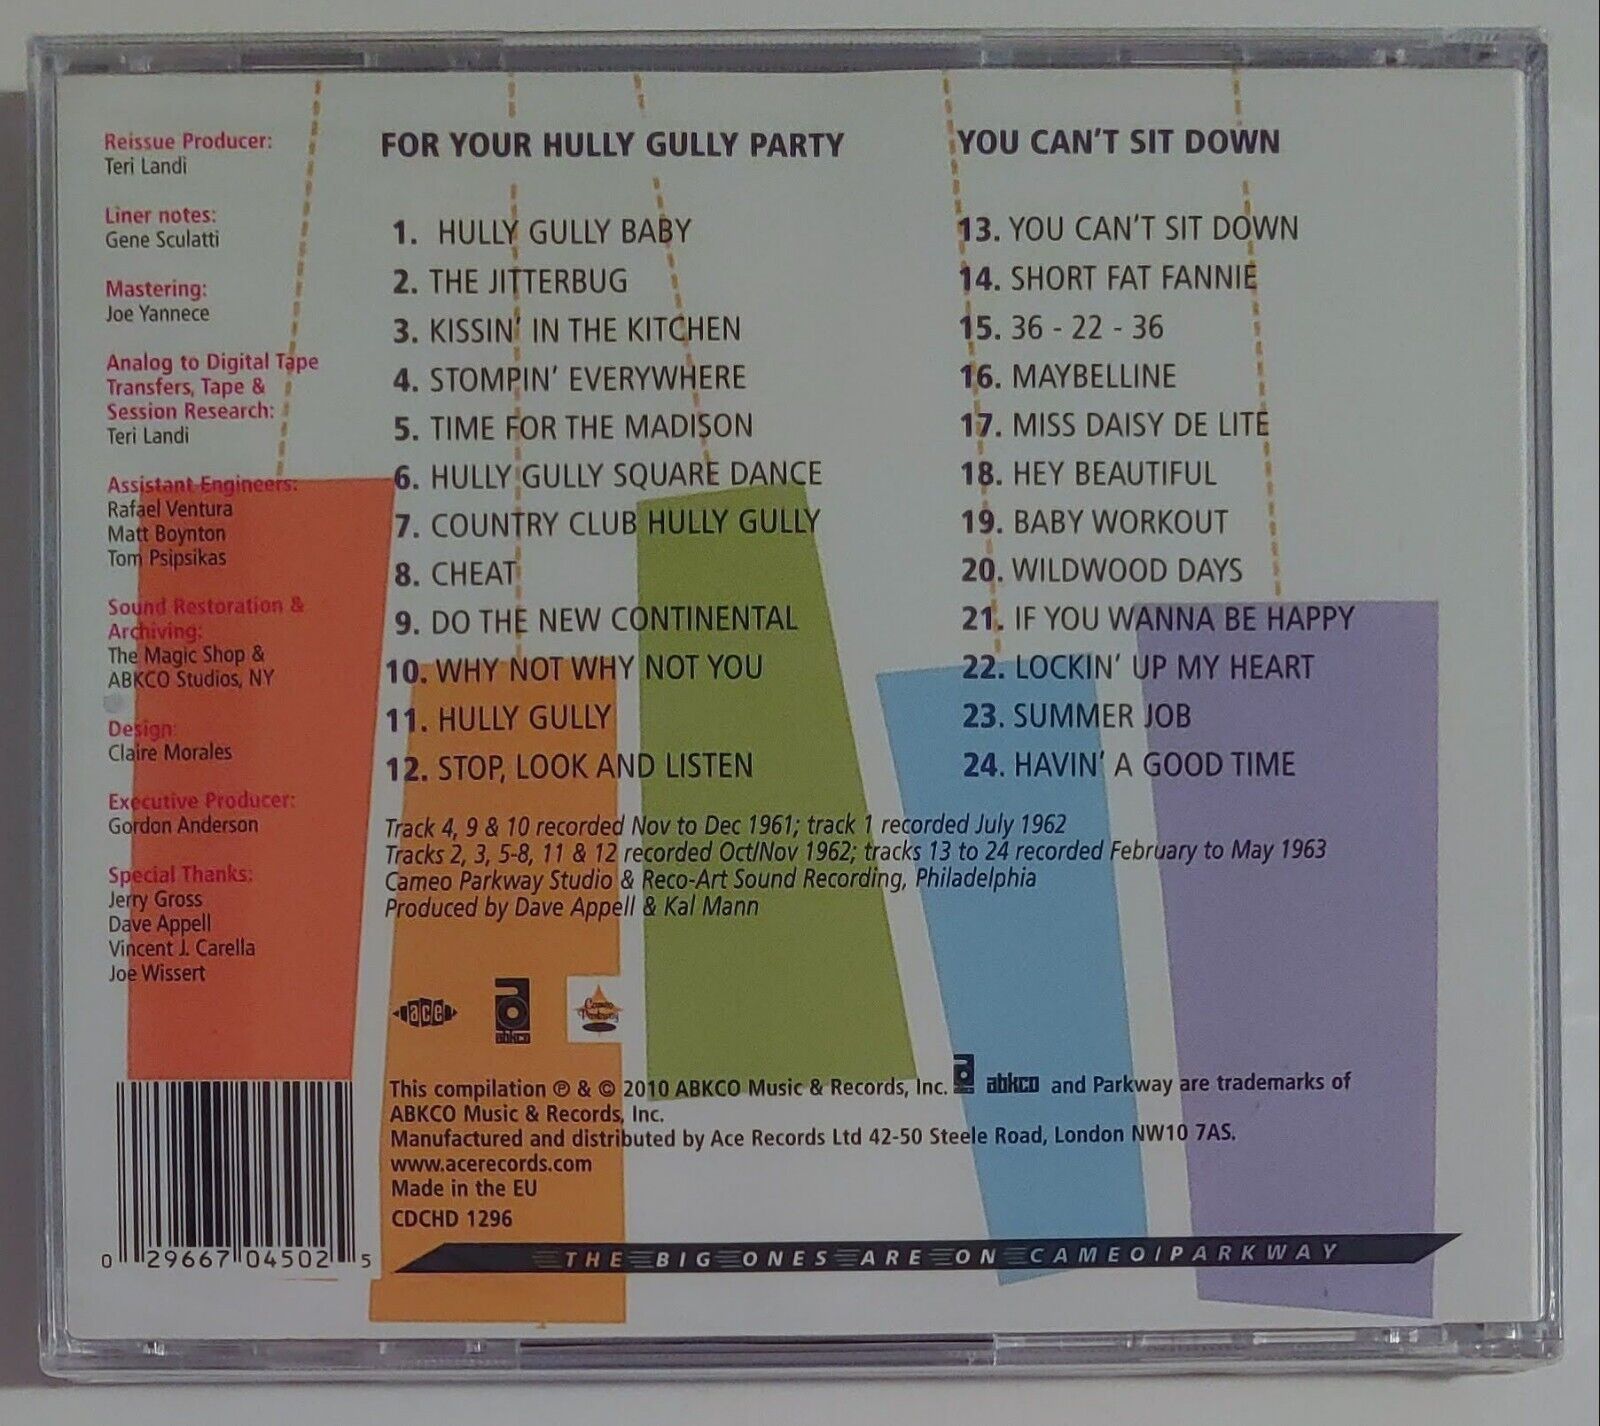 Reissue Producer:
Teri Landi
Liner notes:
Gene Sculatti
Mastering:
Joe Yannece
Analog to Digital Tape
Transfers, Tape &
Session Research:
Teri Landi
Assistant Engineers:
Rafael Ventura
Matt Boynton
Tom Psipsikas
Sound Restoration &
Archiving:
The Magic Shop &
ABKCO Studios, NY
Design:
Claire Morales
Executive Producer:
Gordon Anderson
Special Thanks:
Jerry Gross
Dave Appell
Vincent J. Carella
Joe Wissert
FOR YOUR HULLY GULLY PARTY
1. HULLY GULLY BABY
2. THE JITTERBUG
3. KISSIN' IN THE KITCHEN
4. STOMPIN' EVERYWHERE
5. TIME FOR THE MADISON
6. HULLY GULLY SQUARE DANCE
7. COUNTRY CLUB HULLY GULLY
8. CHEAT
9. DO THE NEW CONTINENTAL
10. WHY NOT WHY NOT YOU
11. HULLY GULLY
12. STOP, LOOK AND LISTEN
YOU CAN'T SIT DOWN
13. YOU CAN'T SIT DOWN
14. SHORT FAT FANNIE
15. 36 - 22 - 36
16. MAYBELLINE
17. MISS DAISY DE LITE
18. HEY BEAUTIFUL
19. BABY WORKOUT
20. WILDWOOD DAYS
21. IF YOU WANNA BE HAPPY
22. LOCKIN' UP MY HEART
23. SUMMER JOB
24. HAVIN' A GOOD TIME
Track 4, 9 & 10 recorded Nov to Dec 1961; track 1 recorded July 1962
Tracks 2, 3, 5-8, 11 & 12 recorded Oct/Nov 1962; tracks 13 to 24 recorded February to May 1963
Cameo Parkway Studio & Reco-Art Sound Recording, Philadelphia
Produced by Dave Appell & Kal Mann
ace
abkco
Cameo Parkway
This compilation ℗ & © 2010 ABKCO Music & Records, Inc. abkco and Parkway are trademarks of
ABKCO Music & Records, Inc.
Manufactured and distributed by Ace Records Ltd 42-50 Steele Road, London NW10 7AS.
www.acerecords.com
Made in the EU
CDCHD 1296
0 29667 04502 5
THE BIG ONES ARE ON CAMEO/PARKWAY